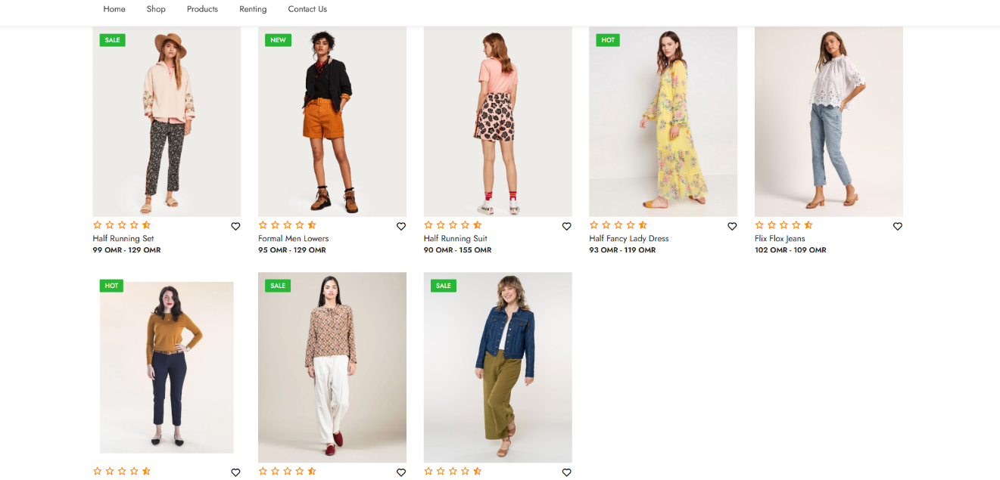 Home Shop Products Renting Contact Us
SALE NEW HOT
Half Running Set Formal Men Lowers Half Running Suit Half Fancy Lady Dress Flix Flox Jeans
99 OMR - 129 OMR 95 OMR - 129 OMR 90 OMR - 155 OMR 93 OMR - 119 OMR 102 OMR - 109 OMR
HOT SALE SALE